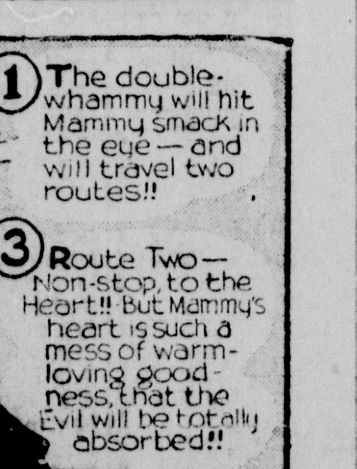 1 The double-
whammy will hit
Mammy smack in
the eye — and
will travel two
routes!!
3 Route Two —
Non-stop, to the
Heart!! But Mammy's
heart is such a
mess of warm-
loving good-
ness, that the
Evil will be totally
absorbed!!